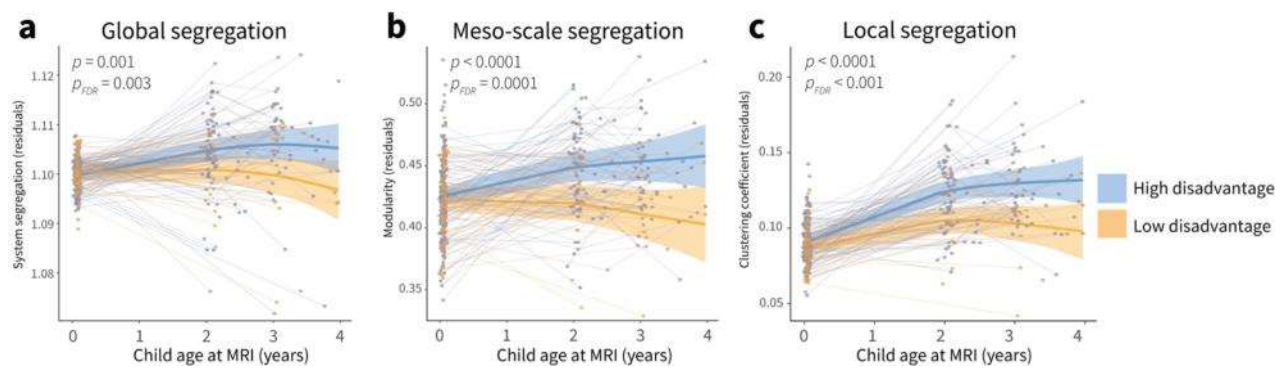 a Global segregation
p = 0.001
pFDR = 0.003
System segregation (residuals)
1.12
1.11
1.10
1.09
1.08
0 1 2 3 4
Child age at MRI (years)
b Meso-scale segregation
p < 0.0001
pFDR = 0.0001
Modularity (residuals)
0.50
0.45
0.40
0.35
0 1 2 3 4
Child age at MRI (years)
c Local segregation
p < 0.0001
pFDR < 0.001
Clustering coefficient (residuals)
0.20
0.15
0.10
0.05
0 1 2 3 4
Child age at MRI (years)
High disadvantage
Low disadvantage